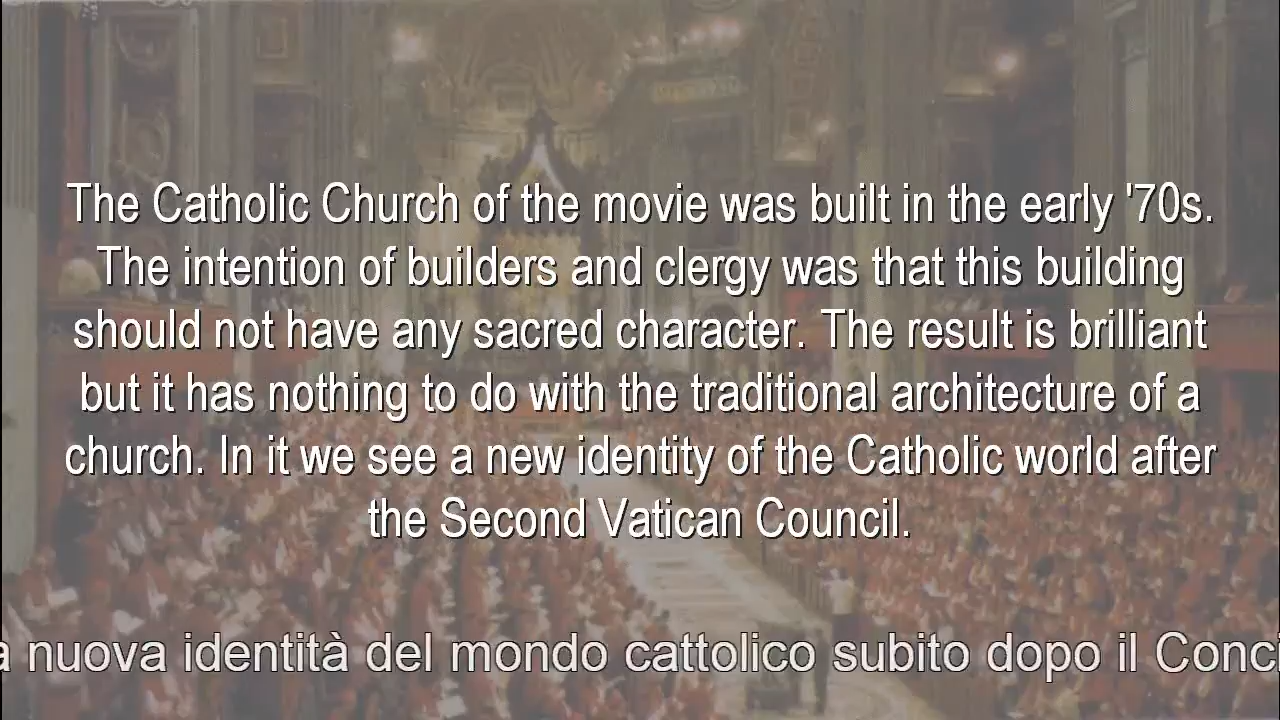 The Catholic Church of the movie was built in the early '70s.
The intention of builders and clergy was that this building
should not have any sacred character. The result is brilliant
but it has nothing to do with the traditional architecture of a
church. In it we see a new identity of the Catholic world after
the Second Vatican Council.
nuova identità del mondo cattolico subito dopo il